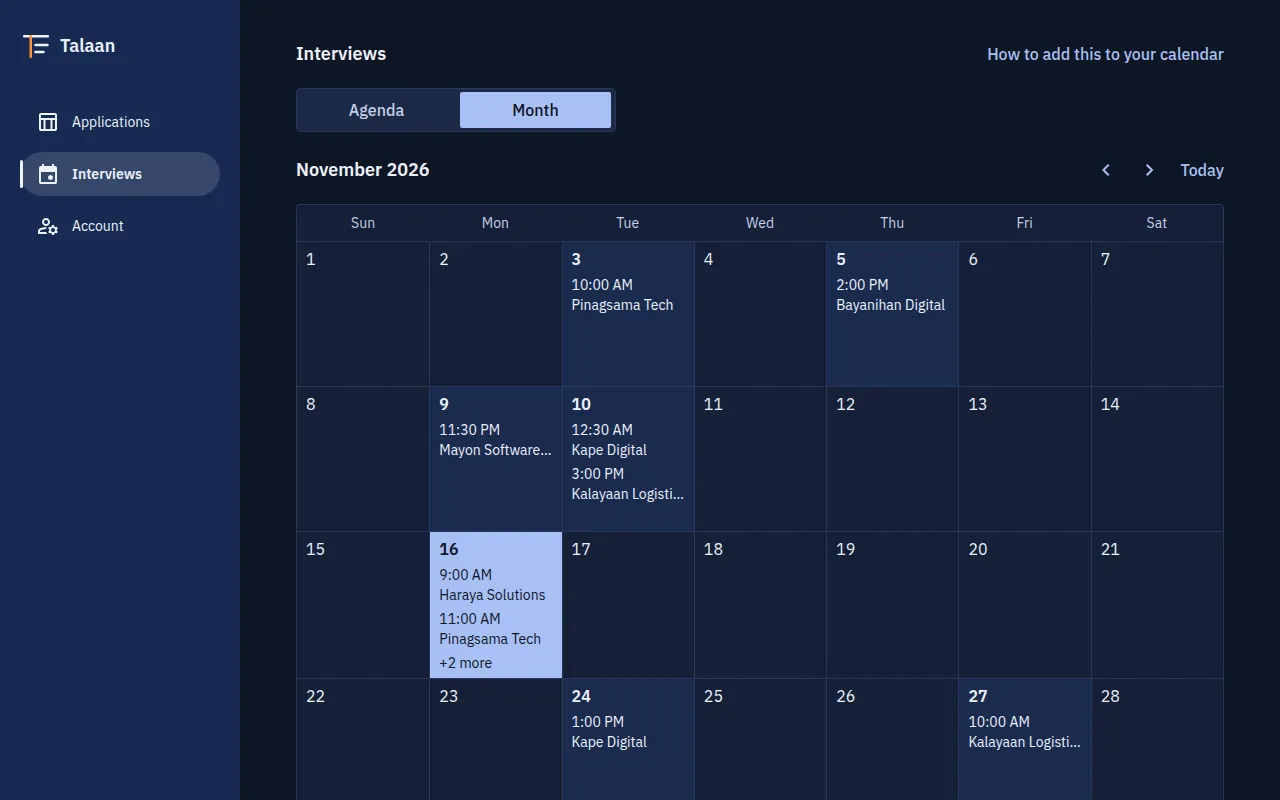 Talaan
Applications
Interviews
Account
Interviews
How to add this to your calendar
Agenda
Month
November 2026
Today
Sun Mon Tue Wed Thu Fri Sat
1
2
3
10:00 AM
Pinagsama Tech
4
5
2:00 PM
Bayanihan Digital
6
7
8
9
11:30 PM
Mayon Software...
10
12:30 AM
Kape Digital
3:00 PM
Kalayaan Logisti...
11
12
13
14
15
16
9:00 AM
Haraya Solutions
11:00 AM
Pinagsama Tech
+2 more
17
18
19
20
21
22
23
24
1:00 PM
Kape Digital
25
26
27
10:00 AM
Kalayaan Logisti...
28